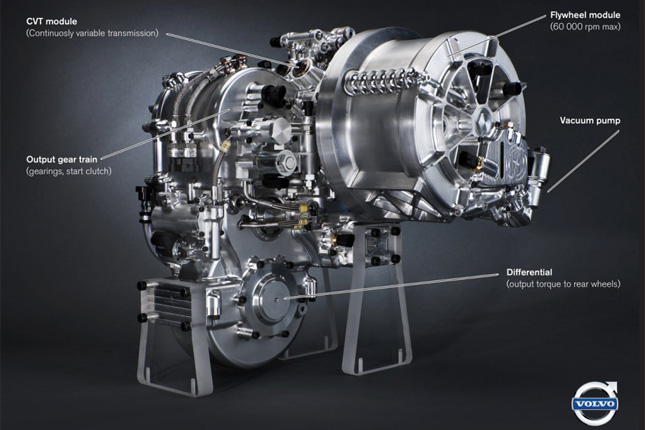 CVT module
(Continuosly variable transmission)
Flywheel module
(60 000 rpm max)
Vacuum pump
Output gear train
(gearings, start clutch)
Differential
(output torque to rear wheels)
VOLVO